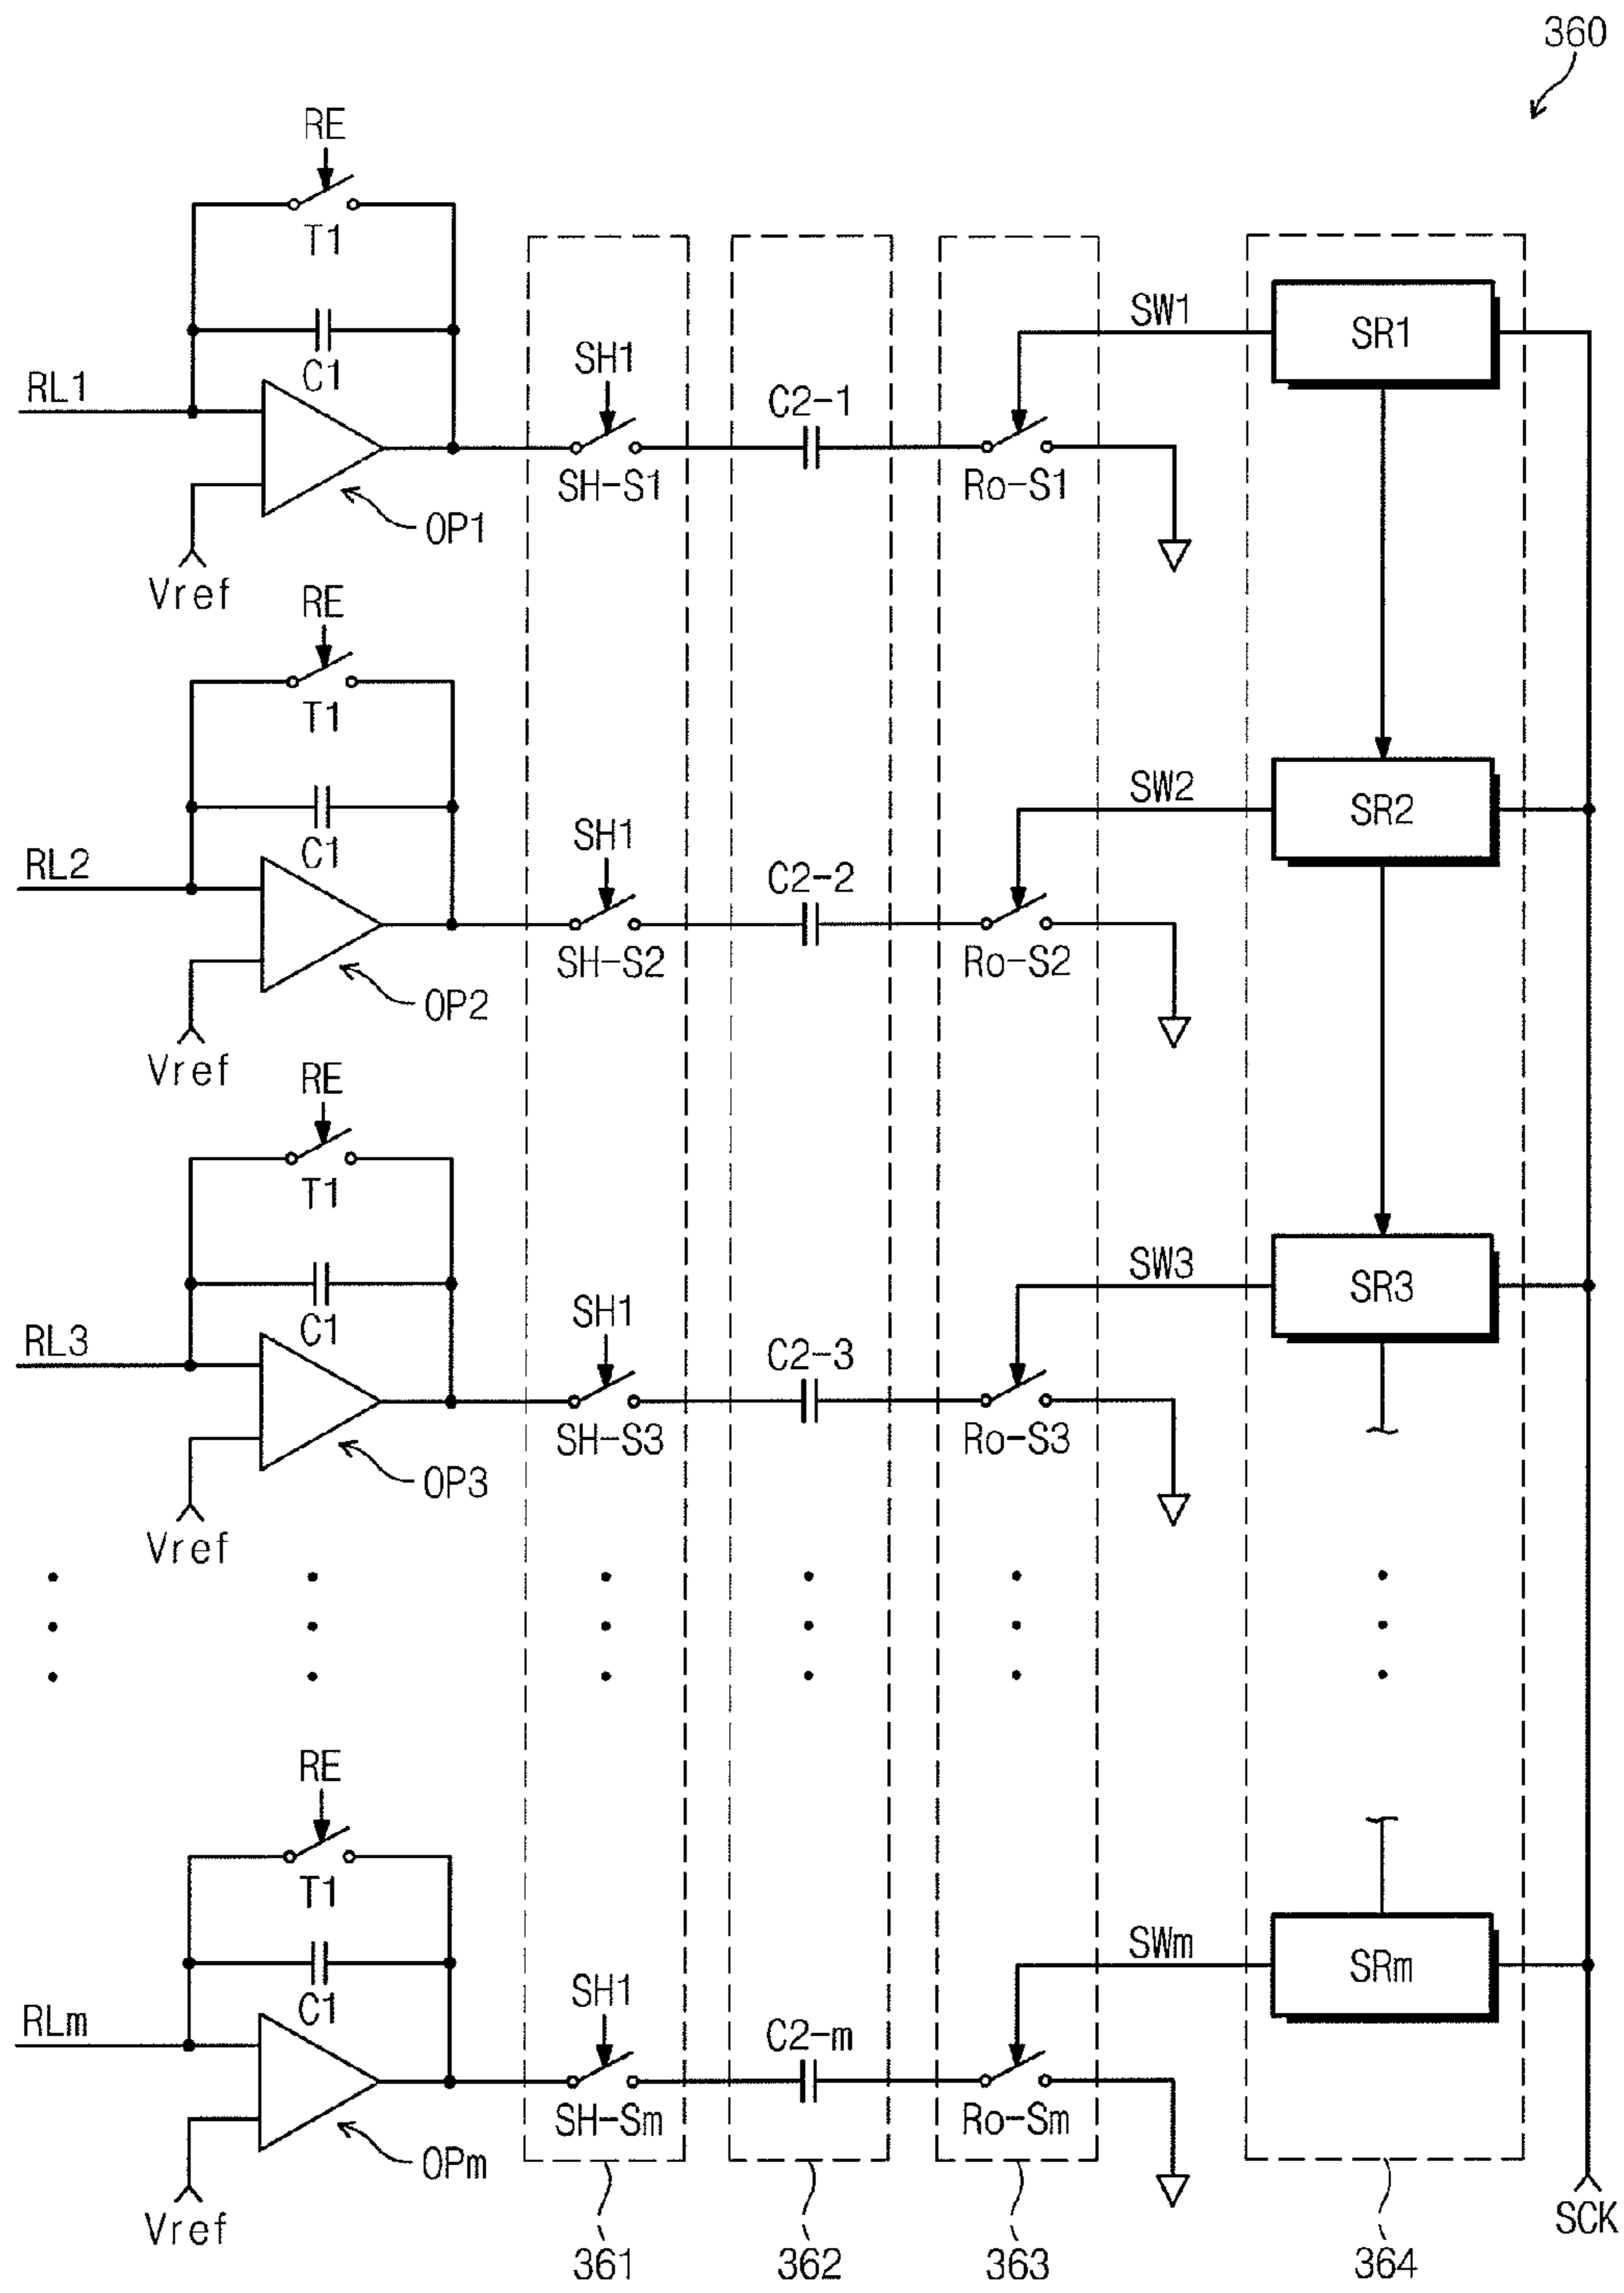 360
RE
T1
C1
RL1
OP1
Vref
SH1
SH-S1
C2-1
Ro-S1
SW1
SR1
RE
T1
C1
RL2
OP2
Vref
SH1
SH-S2
C2-2
Ro-S2
SW2
SR2
RE
T1
C1
RL3
OP3
Vref
SH1
SH-S3
C2-3
Ro-S3
SW3
SR3
RE
T1
C1
RLm
OPm
Vref
SH1
SH-Sm
C2-m
Ro-Sm
SWm
SRm
SCK
361
362
363
364